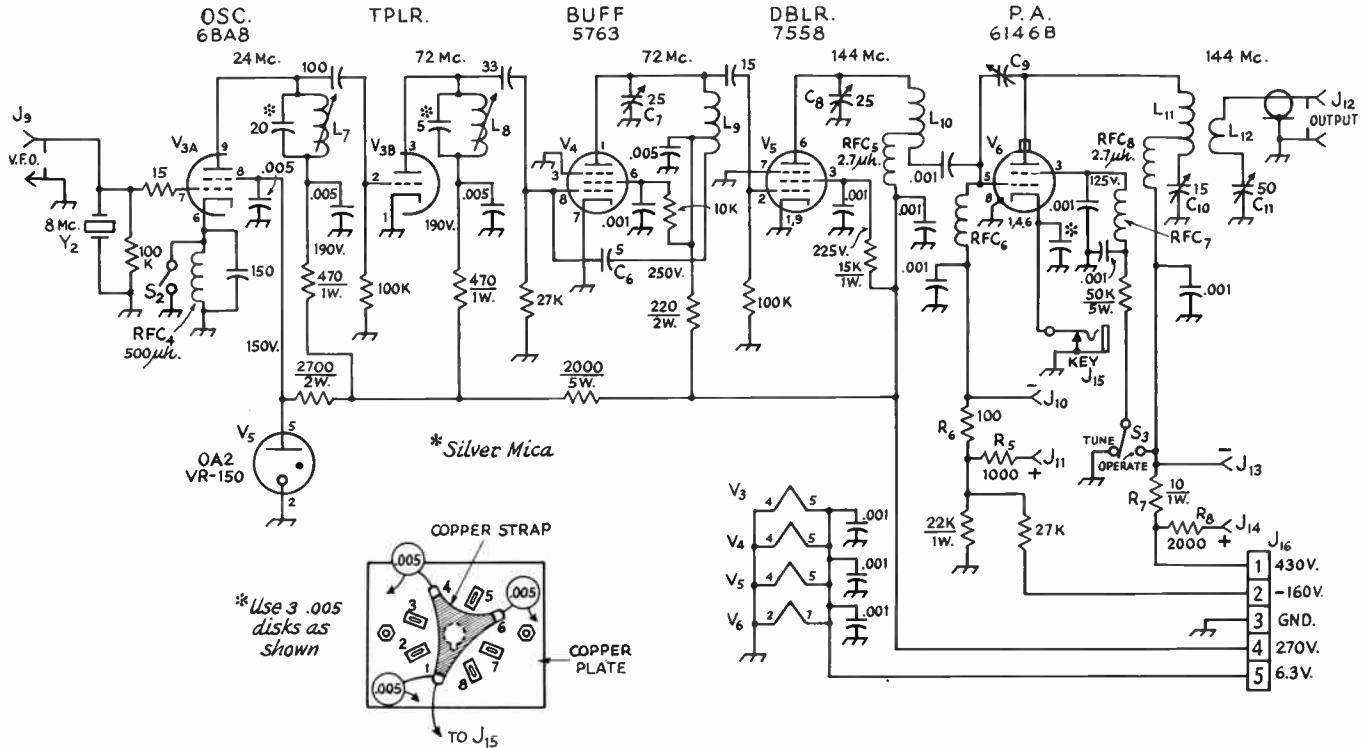 OSC.
6BA8
TPLR.
BUFF
5763
DBLR.
7558
P.A.
6146B
24 Mc.
72 Mc.
72 Mc.
144 Mc.
144 Mc.
J9
V.F.O.
8 Mc.
Y2
15
100
K
S2
RFC4
500µh.
150
V3A
9
7
8
6
.005
150V.
*
20
L7
100
.005
190V.
470
1W.
100K
V3B
3
2
1
*
5
L8
33
.005
190V.
470
1W.
27K
V4
1
9
8
3
7
6
25
C7
.001
10K
.005
L9
5
C6
250V.
220
2W.
15
100K
V5
6
7
2
3
1,9
C8
25
.001
225V.
15K
1W.
L10
RFC5
2.7µh.
.001
.001
C9
V6
5
8
3
1,4,6
RFC6
.001
125V.
.001
*
.001
RFC7
50K
5W.
KEY
J15
L11
RFC8
2.7µh.
15
C10
.001
L12
50
C11
J12
OUTPUT
2700
2W.
2000
5W.
V5
5
2
OA2
VR-150
*Silver Mica
- J10
R6
100
R5
1000
+
J11
22K
1W.
27K
S3
TUNE
OPERATE
- J13
R7
10
1W.
R8
2000
+
J14
J16
1 430V.
2 -160V.
3 GND.
4 270V.
5 6.3V.
V3 4 5 .001
V4 4 5 .001
V5 4 5 .001
V6 2 7
COPPER STRAP
.005
.005
.005
4
5
6
7
8
1
2
3
*Use 3 .005
disks as
shown
COPPER
PLATE
TO J15